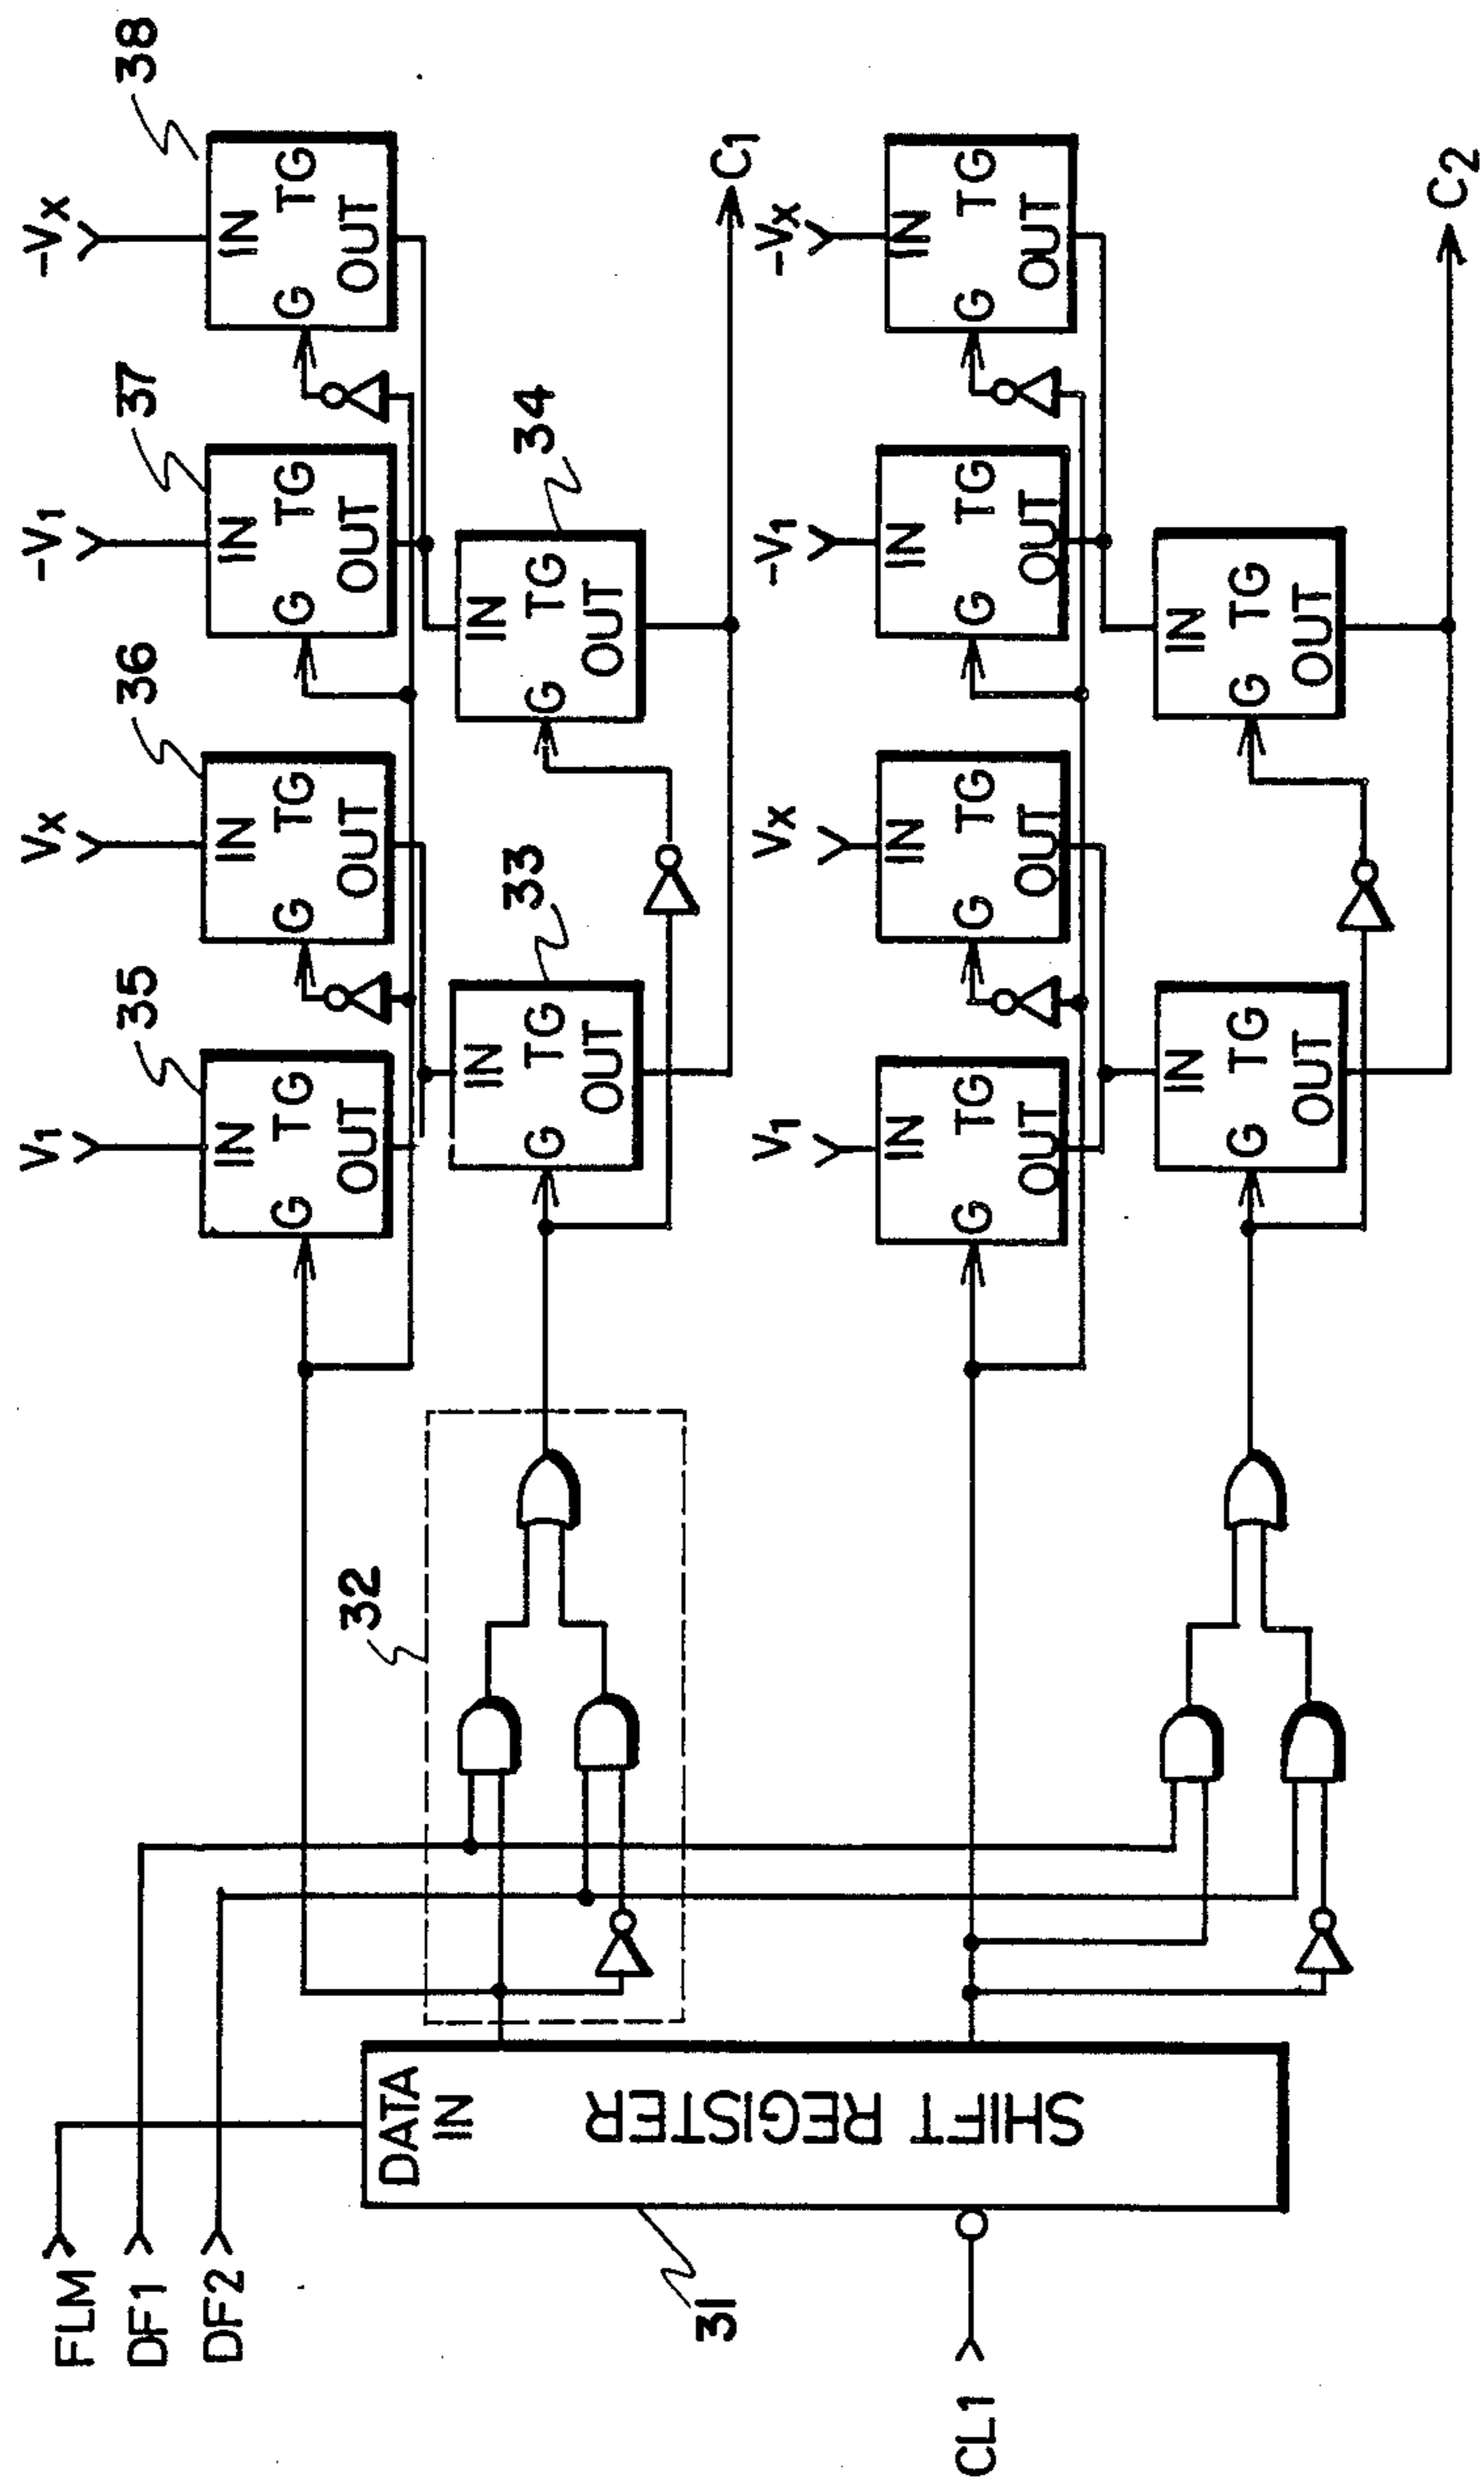 FLM
DF1
DF2
CL1
31
DATA
IN
SHIFT REGISTER
32
V1
35
IN
G TG
OUT
Vx
36
IN
G TG
OUT
-V1
37
IN
G TG
OUT
-Vx
38
IN
G TG
OUT
33
IN
G TG
OUT
34
IN
G TG
OUT
C1
V1
IN
G TG
OUT
Vx
IN
G TG
OUT
-V1
IN
G TG
OUT
-Vx
IN
G TG
OUT
IN
G TG
OUT
IN
G TG
OUT
C2